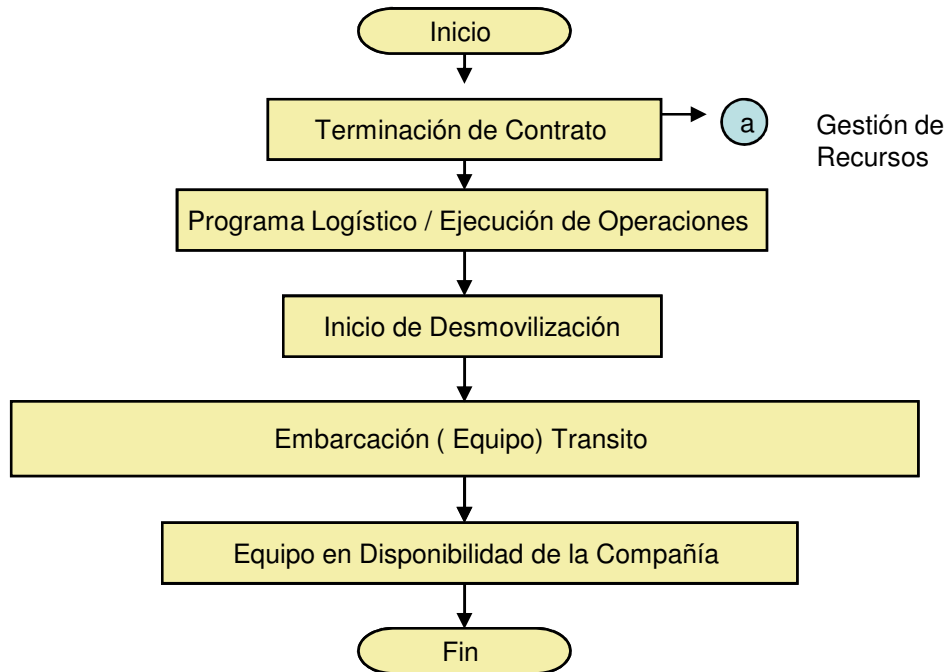 Inicio
Terminación de Contrato
a
Gestión de
Recursos
Programa Logístico / Ejecución de Operaciones
Inicio de Desmovilización
Embarcación ( Equipo) Transito
Equipo en Disponibilidad de la Compañía
Fin